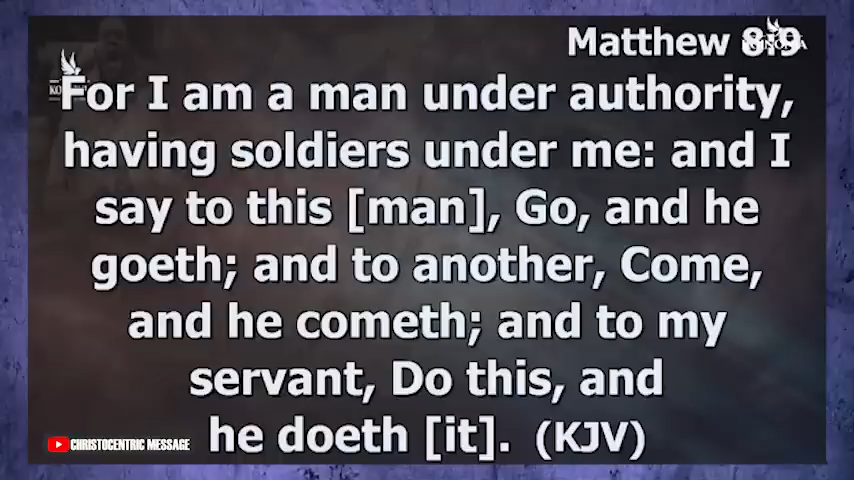 Matthew 8:9
For I am a man under authority,
having soldiers under me: and I
say to this [man], Go, and he
goeth; and to another, Come,
and he cometh; and to my
servant, Do this, and
he doeth [it]. (KJV)
CHRISTOCENTRIC MESSAGE